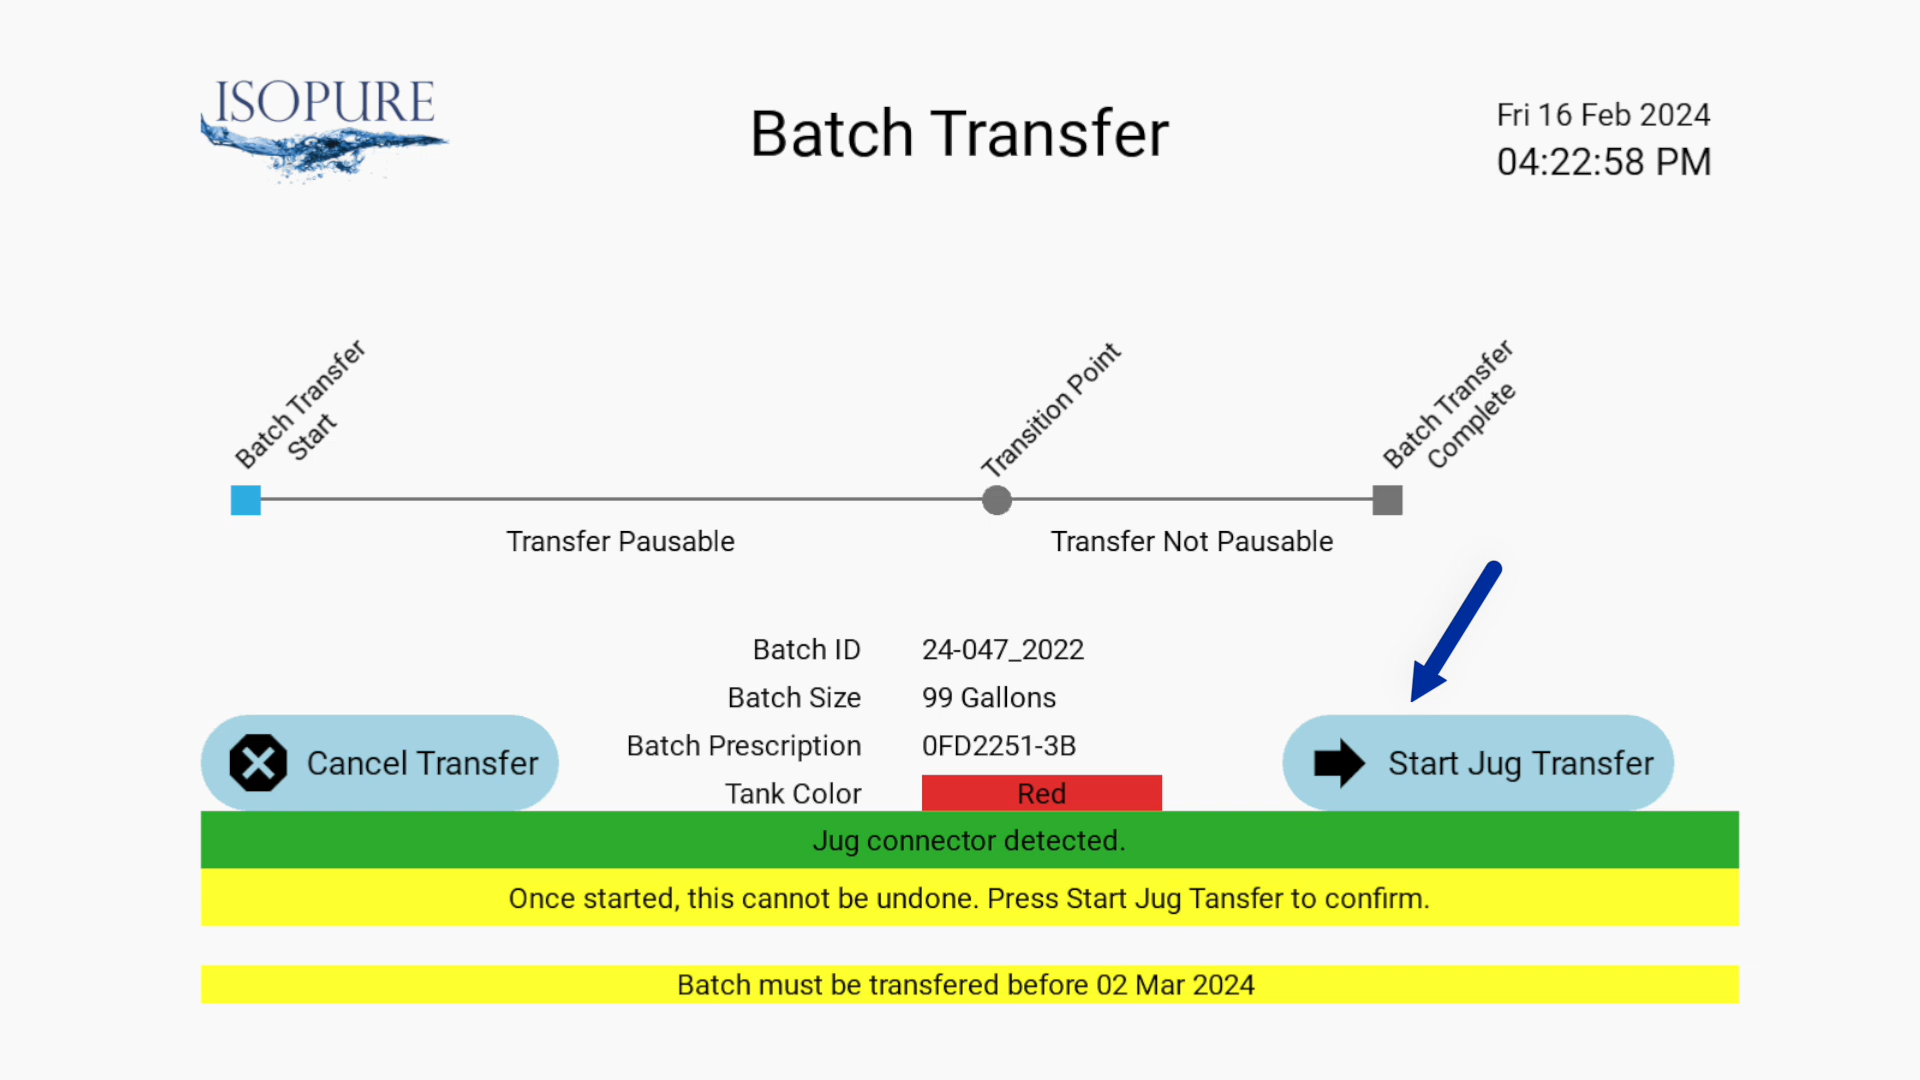 ISOPURE
Batch Transfer
Fri 16 Feb 2024
04:22:58 PM
Batch Transfer
Start
Transition Point
Batch Transfer
Complete
Transfer Pausable
Transfer Not Pausable
Batch ID 24-047_2022
Batch Size 99 Gallons
Batch Prescription 0FD2251-3B
Tank Color Red
Cancel Transfer
Start Jug Transfer
Jug connector detected.
Once started, this cannot be undone. Press Start Jug Tansfer to confirm.
Batch must be transfered before 02 Mar 2024